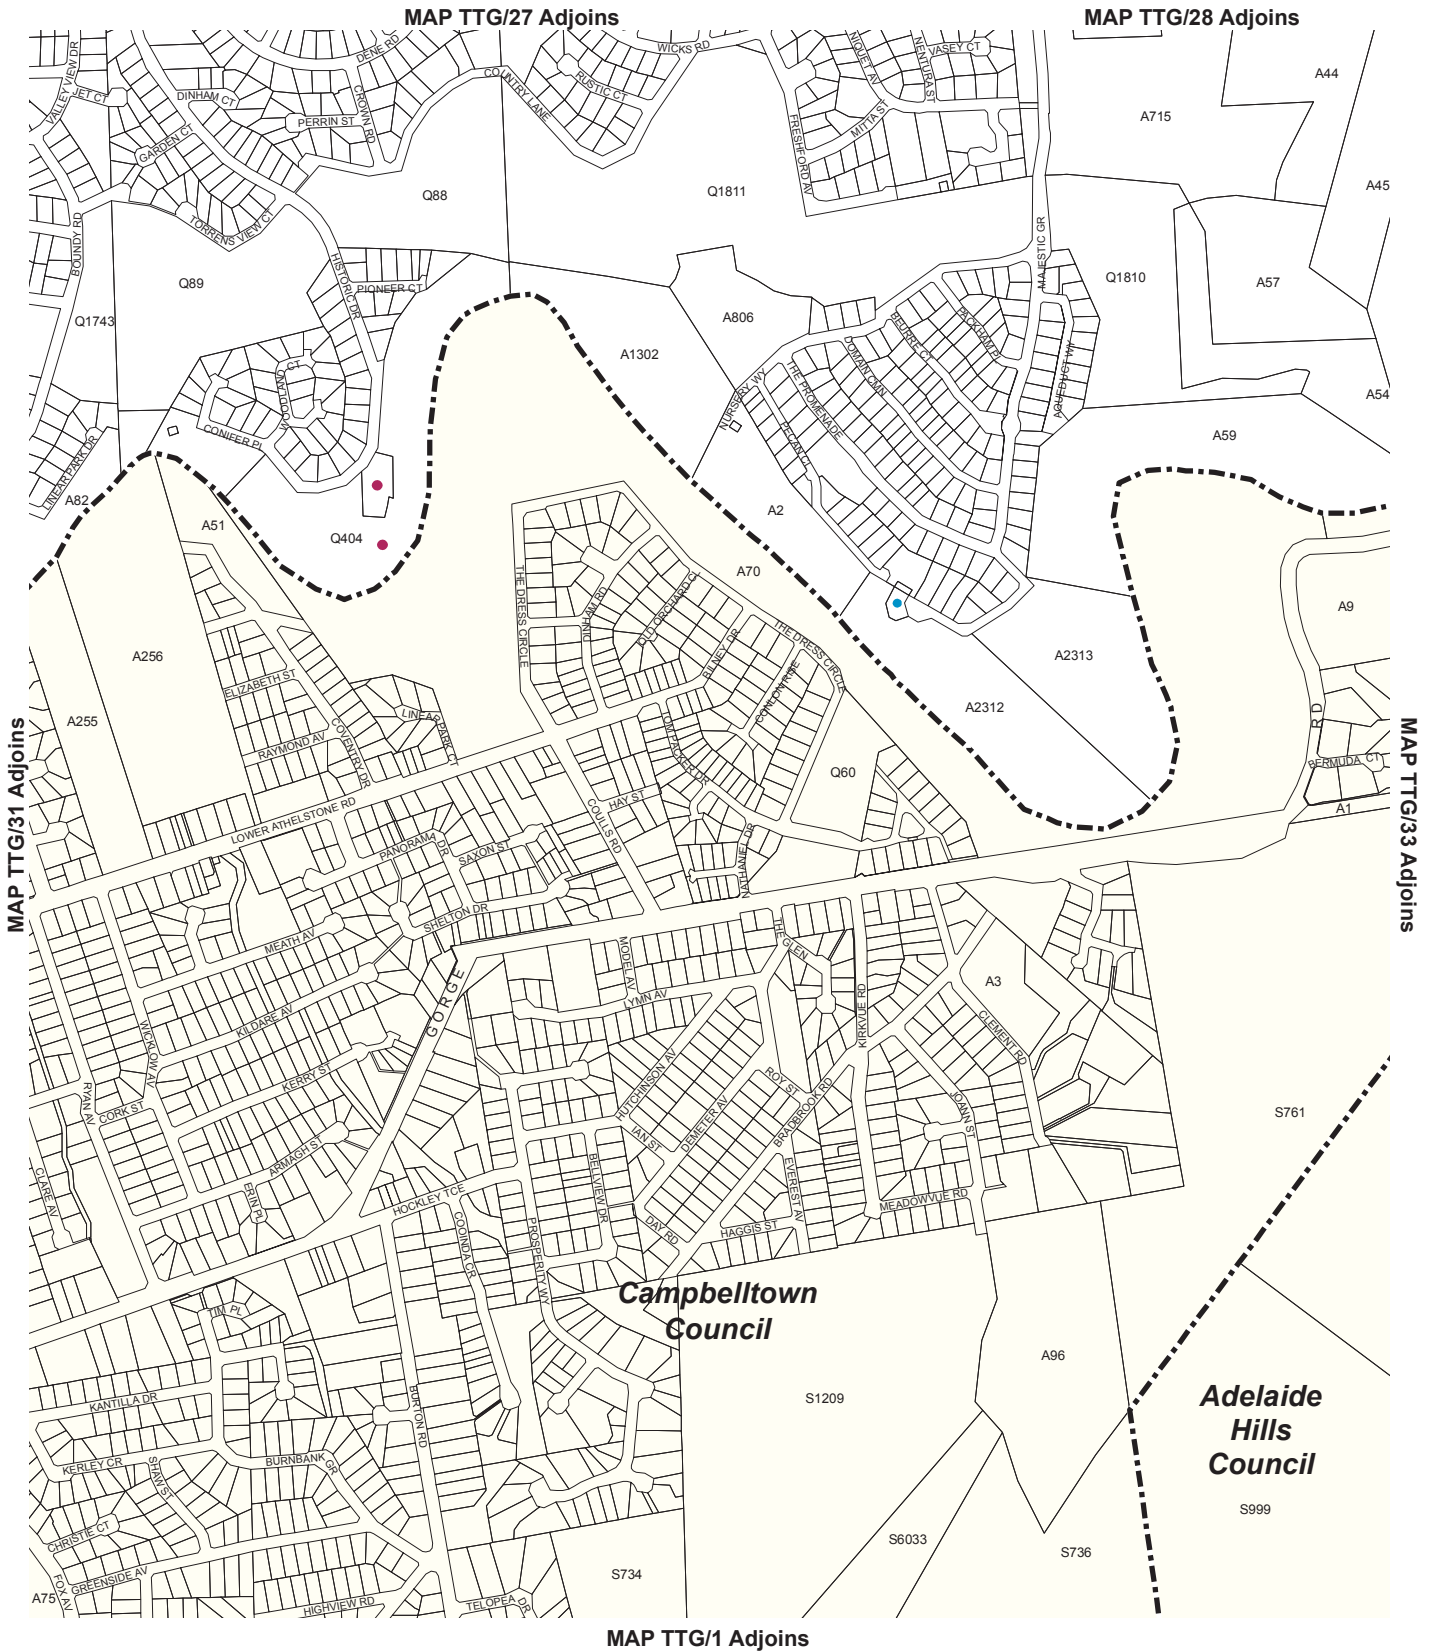 MAP TTG/27 Adjoins
MAP TTG/28 Adjoins
VALLEY VIEW DR
JET CT
DENE RD
WICKS RD
VASEY CT
COUNTRY LANE
RUSTIC CT
DINHAM CT
CROWN RD
PERRIN ST
FRESHFORD AV
MITTA ST
A44
A715
GARDEN CT
Q88
Q1811
A45
TORRENS VIEW CT
BOUNDY RD
HISTORIC DR
MAJESTIC GR
Q89
PIONEER CT
Q1810
A57
Q1743
A806
BEURRE CT
PACKHAM PL
A1302
DOMAIN CMN
AQUEDUCT WY
WOODLAND CT
NURSERY WY
THE PROMENADE
A54
CONIFER PL
PECAN CL
A59
LINEAR PARK DR
A82
A51
Q404
A2
A9
A70
THE DRESS CIRCLE
OLD ORCHARD CL
BILNEY DR
THE DRESS CIRCLE
CONLON RISE
A256
A2313
ELIZABETH ST
A255
LINEAR PARK CT
A2312
RD
COVENTRY DR
RAYMOND AV
TOM PACKER DR
BERMUDA CT
Q60
A1
HAY ST
COULLS RD
LOWER ATHELSTONE RD
PANORAMA DR
SAXON ST
NATHANIEL DR
MAP TTG/31 Adjoins
MAP TTG/33 Adjoins
SHELTON DR
MEATH AV
MODEL AV
THE GLEN
A3
GORGE
LYMN AV
KILDARE AV
KIRKVUE RD
CLEMENT RD
WICKLOW AV
KERRY ST
HUTCHINSON AV
ROY ST
RYAN AV
CORK ST
DEMETER AV
BRADBROOK RD
JOANN ST
S761
IAN ST
ARMAGH ST
BELLVIEW DR
EVEREST AV
CLARE AV
ERIN PL
HOCKLEY TCE
MEADOWVUE RD
COOINDA CR
PROSPERITY WY
DAY RD
HAGGIS ST
Campbelltown
Council
TIM PL
A96
S1209
Adelaide
Hills
Council
KANTILLA DR
BURTON RD
KERLEY CR
SHAW ST
BURNBANK GR
S999
CHRISTIE CT
S6033
S736
GREENSIDE AV
FOX AV
A75
S734
HIGHVIEW RD
TELOPEA DR
MAP TTG/1 Adjoins